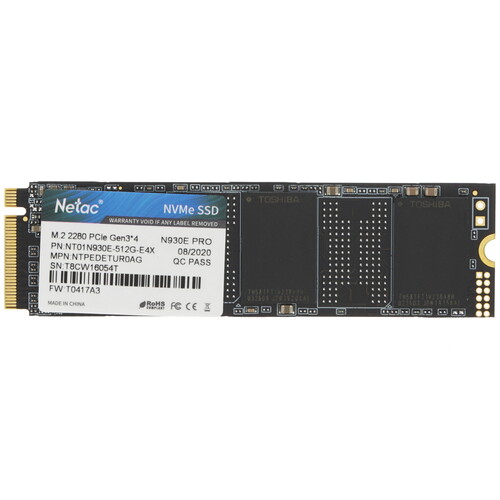 Netac
NVMe SSD
WARRANTY VOID IF ANY LABEL REMOVED
M.2 2280 PCIe Gen3*4
N930E PRO
PN:NT01N930E-512G-E4X
08/2020
MPN:NTPEDETUR0AG
QC PASS
SN:T8CW16054T
FW:T0417A3
MADE IN CHINA
RoHS
COMPLIANT
CE FC
TOSHIBA
TOSHIBA